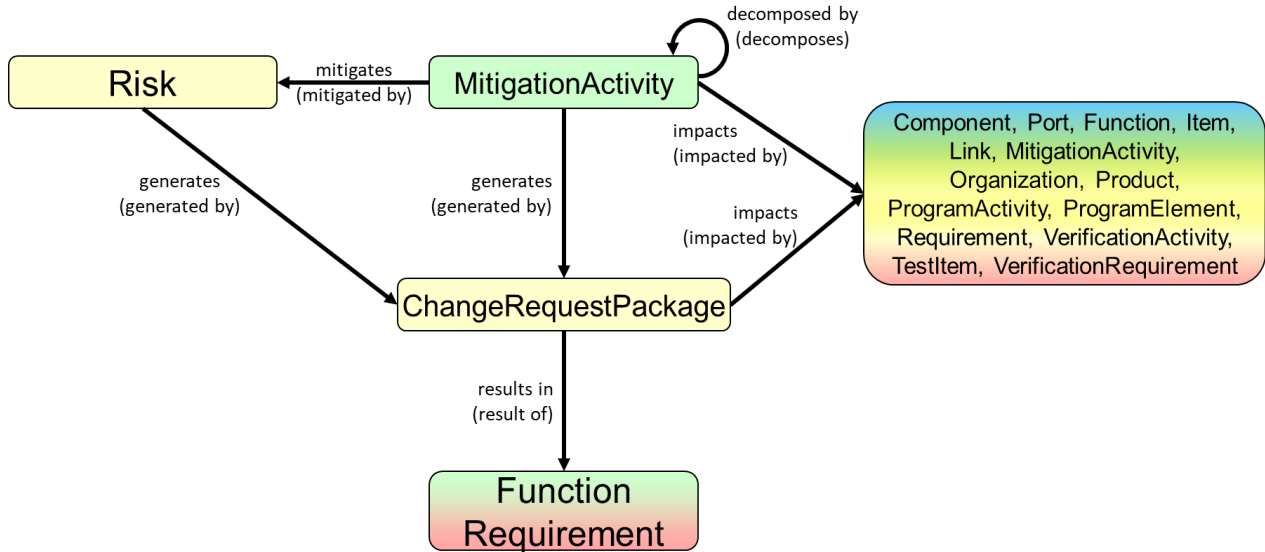 decomposed by
(decomposes)
Risk
mitigates
(mitigated by)
MitigationActivity
impacts
(impacted by)
Component, Port, Function, Item,
Link, MitigationActivity,
Organization, Product,
ProgramActivity, ProgramElement,
Requirement, VerificationActivity,
TestItem, VerificationRequirement
generates
(generated by)
generates
(generated by)
impacts
(impacted by)
ChangeRequestPackage
results in
(result of)
Function
Requirement